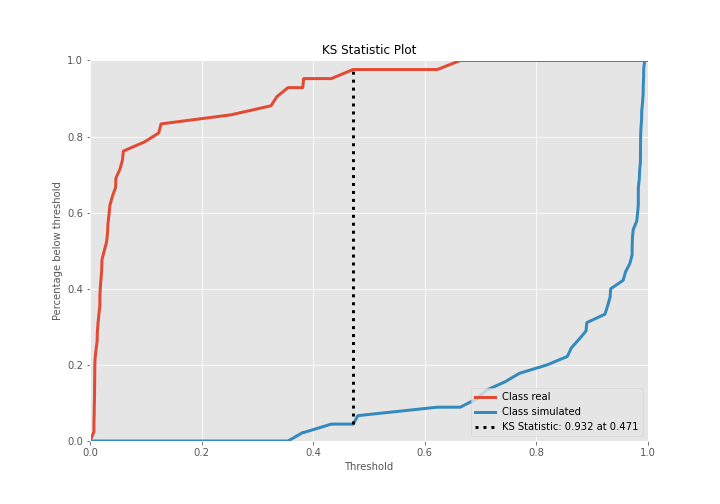 KS Statistic Plot
1.0
0.8
0.6
0.4
0.2
0.0
Percentage below threshold
0.0 0.2 0.4 0.6 0.8 1.0
Threshold
Class real
Class simulated
KS Statistic: 0.932 at 0.471